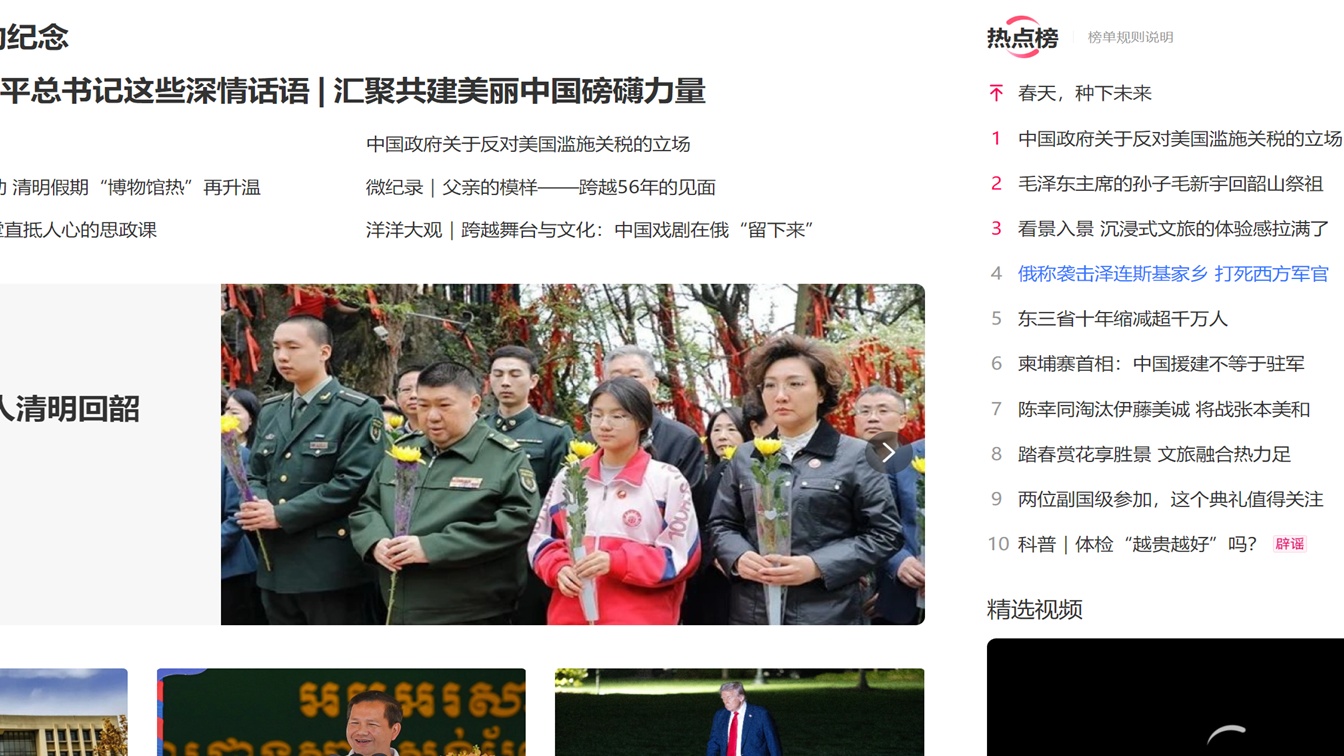 纪念
平总书记这些深情话语 | 汇聚共建美丽中国磅礴力量
中国政府关于反对美国滥施关税的立场
清明假期“博物馆热”再升温
微纪录｜父亲的模样——跨越56年的见面
直抵人心的思政课
洋洋大观｜跨越舞台与文化：中国戏剧在俄“留下来”
人清明回韶
100
热点榜
榜单规则说明
春天，种下未来
1 中国政府关于反对美国滥施关税的立场
2 毛泽东主席的孙子毛新宇回韶山祭祖
3 看景入景 沉浸式文旅的体验感拉满了
4 俄称袭击泽连斯基家乡 打死西方军官
5 东三省十年缩减超千万人
6 柬埔寨首相：中国援建不等于驻军
7 陈幸同淘汰伊藤美诚 将战张本美和
8 踏春赏花享胜景 文旅融合热力足
9 两位副国级参加，这个典礼值得关注
10 科普｜体检“越贵越好”吗？ 辟谣
精选视频